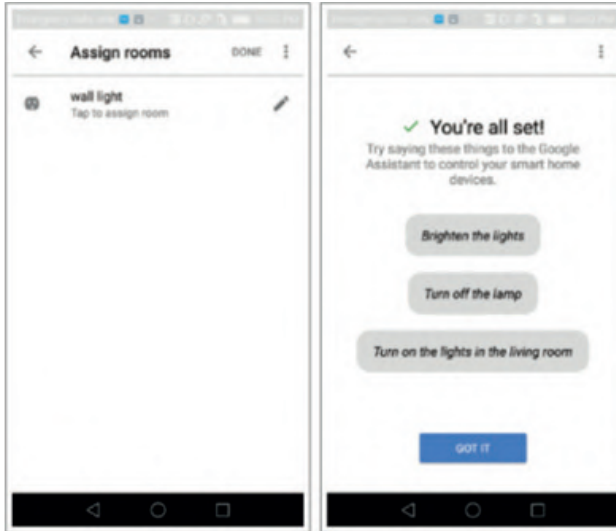 Assign rooms
DONE
wall light
Tap to assign room
You're all set!
Try saying these things to the Google
Assistant to control your smart home
devices.
Brighten the lights
Turn off the lamp
Turn on the lights in the living room
GOT IT